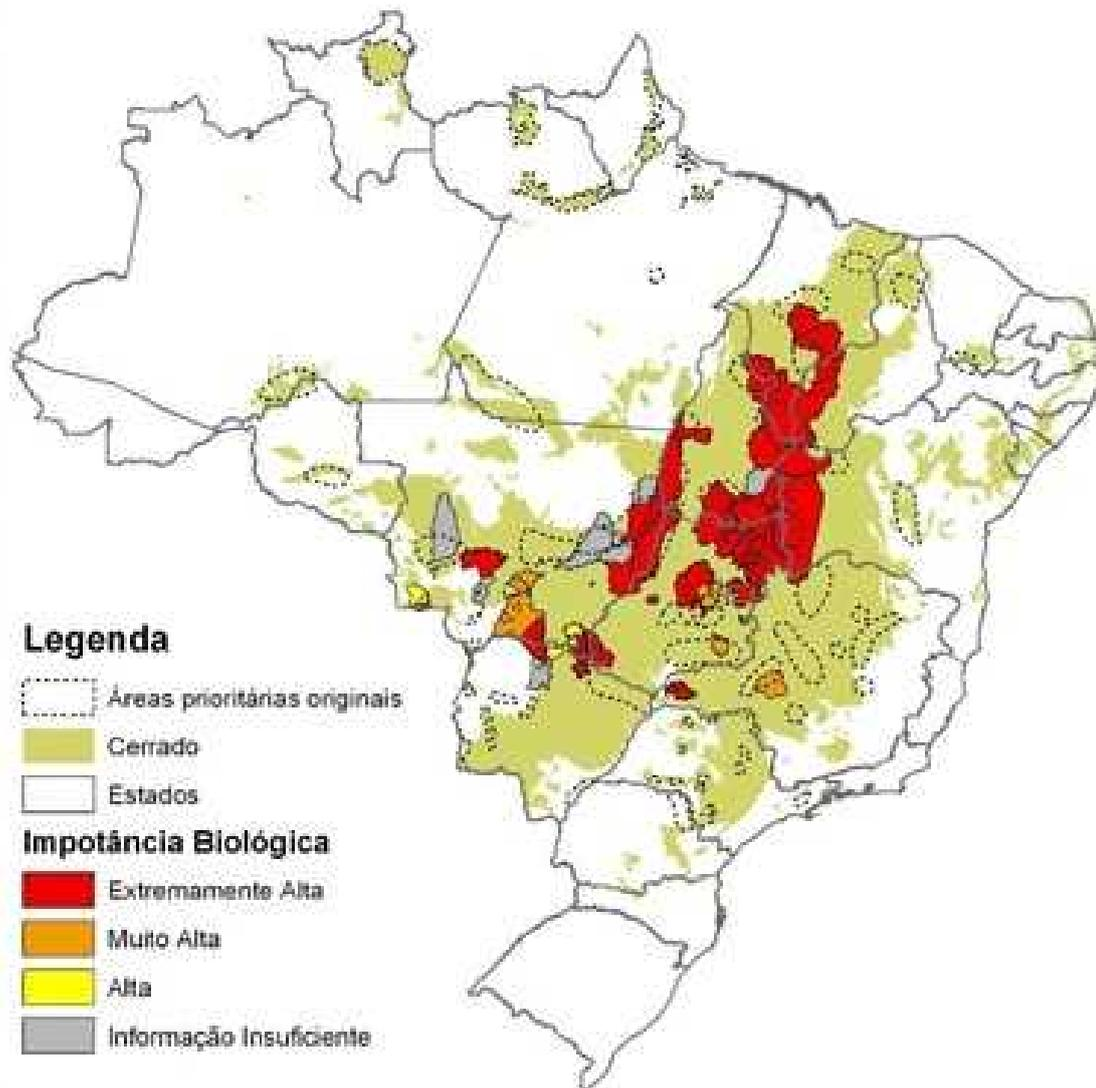 Legenda
Áreas prioritárias originais
Cerrado
Estados
Impotância Biológica
Extremamente Alta
Muito Alta
Alta
Informação Insuficiente